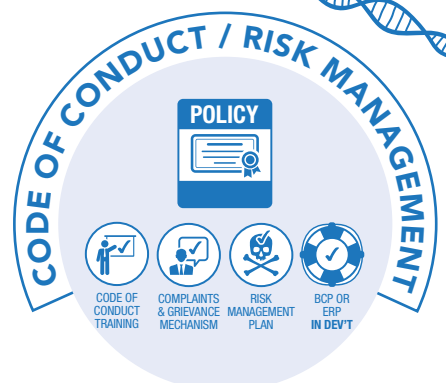 CODE OF CONDUCT / RISK MANAGEMENT
POLICY
CODE OF
CONDUCT
TRAINING
COMPLAINTS
& GRIEVANCE
MECHANISM
RISK
MANAGEMENT
PLAN
BCP OR
ERP
IN DEV'T